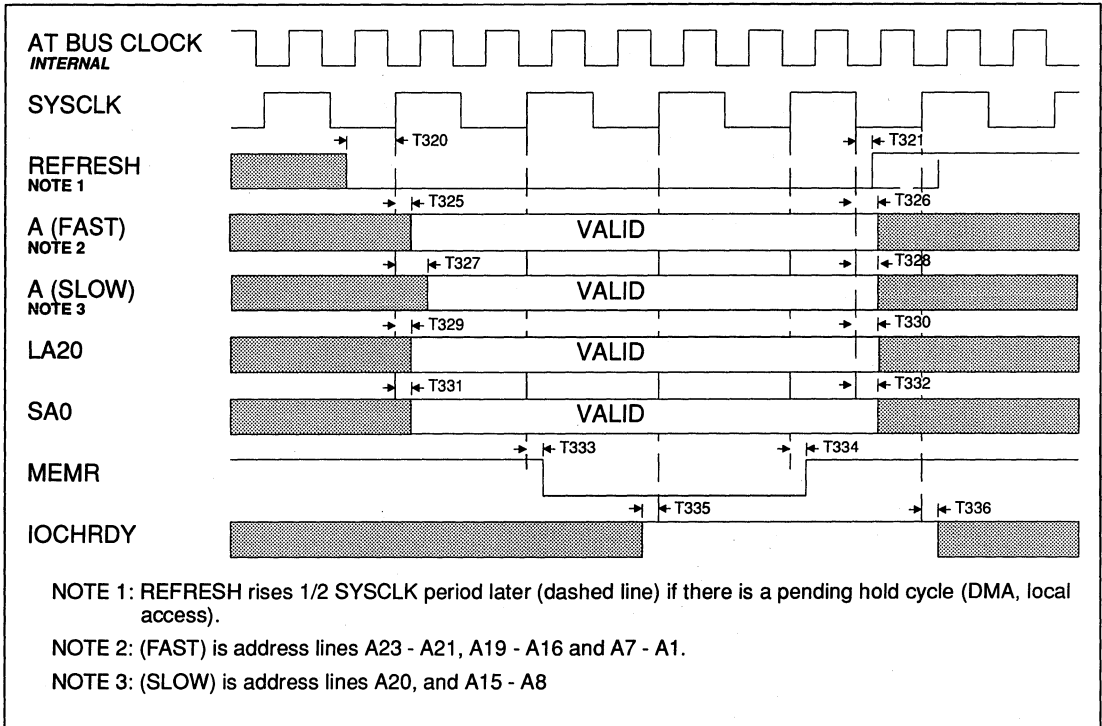 AT BUS CLOCK
INTERNAL
SYSCLK
T320
T321
REFRESH
NOTE 1
T325
T326
A (FAST)
NOTE 2
VALID
T327
T328
A (SLOW)
NOTE 3
VALID
T329
T330
LA20
VALID
T331
T332
SA0
VALID
T333
T334
MEMR
T335
T336
IOCHRDY
NOTE 1: REFRESH rises 1/2 SYSCLK period later (dashed line) if there is a pending hold cycle (DMA, local
access).
NOTE 2: (FAST) is address lines A23 - A21, A19 - A16 and A7 - A1.
NOTE 3: (SLOW) is address lines A20, and A15 - A8